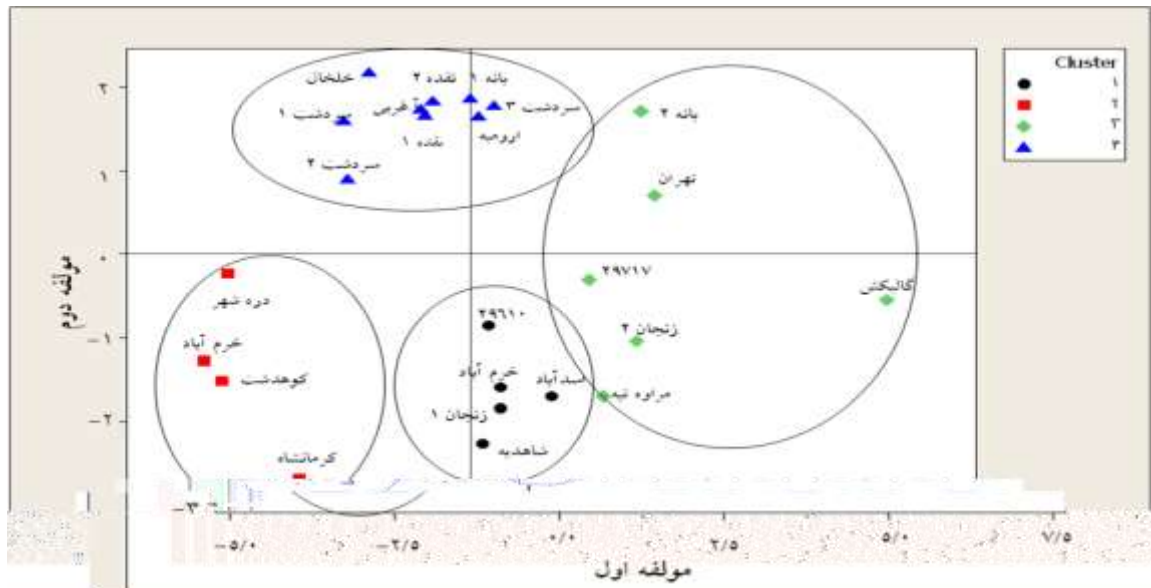 Cluster
۱
۲
۳
۳
۲
۱
۰
−۱
−۲
−۳
مولفه دوم
خلخال
نقده ۲
بانه ۱
سردشت ۱
آغربی
سردشت ۳
نقده ۱
ارومیه
سردشت ۲
بانه ۲
تهران
۲۹۷۱۷
گالیکش
زنجان ۲
مراوه تپه
دره شهر
خرم آباد
کوهدشت
کرمانشاه
۲۹۶۱۰
خرم آباد
اسدآباد
زنجان ۱
شاهدیه
−۵/۰
−۲/۵
۰/۰
۲/۵
۵/۰
۷/۵
مولفه اول